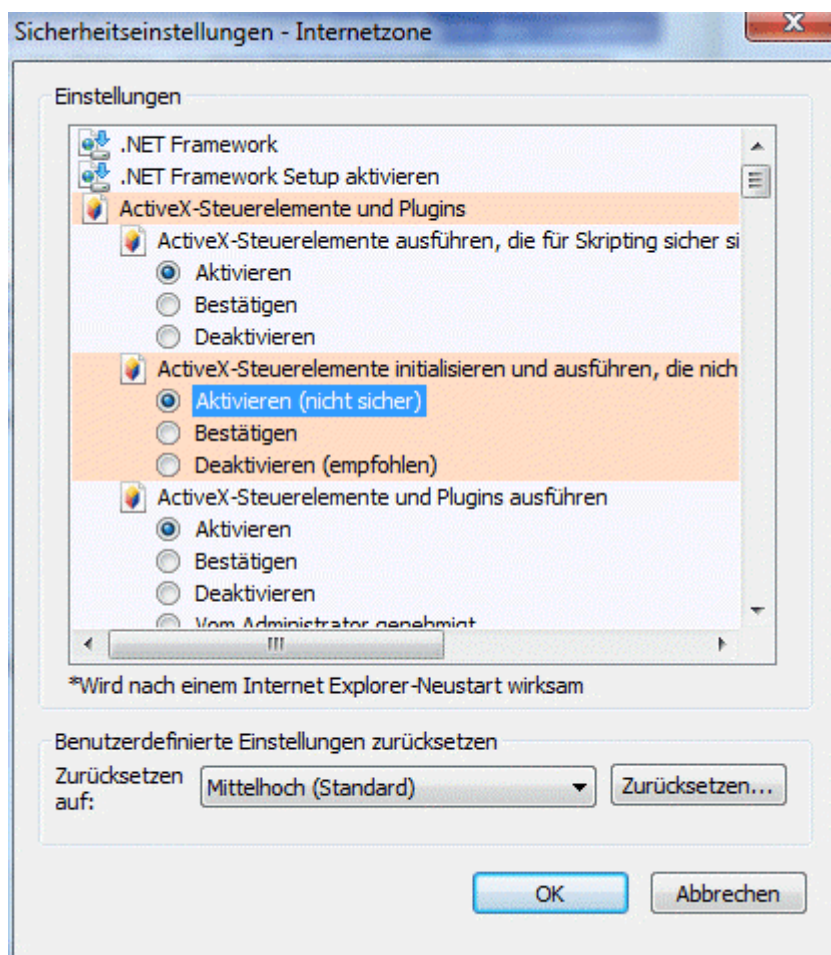 Sicherheitseinstellungen - Internetzone
Einstellungen
.NET Framework
.NET Framework Setup aktivieren
ActiveX-Steuerelemente und Plugins
ActiveX-Steuerelemente ausführen, die für Skripting sicher si
Aktivieren
Bestätigen
Deaktivieren
ActiveX-Steuerelemente initialisieren und ausführen, die nich
Aktivieren (nicht sicher)
Bestätigen
Deaktivieren (empfohlen)
ActiveX-Steuerelemente und Plugins ausführen
Aktivieren
Bestätigen
Deaktivieren
Vom Administrator genehmigt
*Wird nach einem Internet Explorer-Neustart wirksam
Benutzerdefinierte Einstellungen zurücksetzen
Zurücksetzen auf:
Mittelhoch (Standard)
Zurücksetzen...
OK
Abbrechen